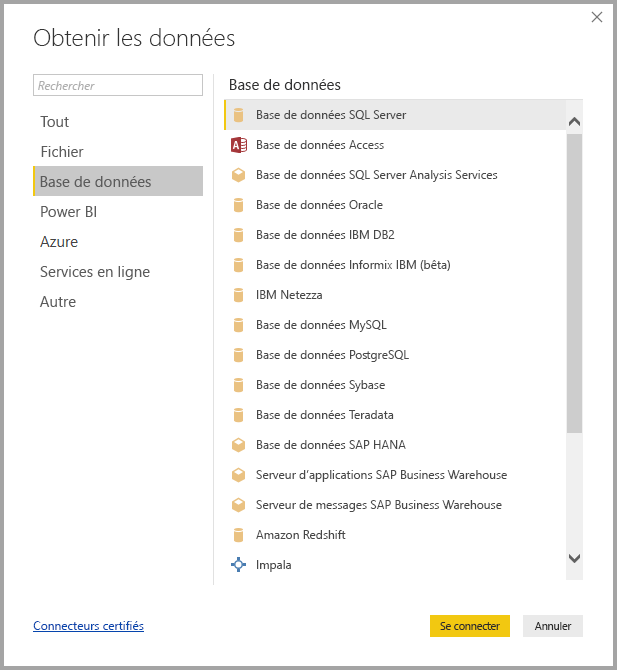 Obtenir les données
Rechercher
Tout
Fichier
Base de données
Power BI
Azure
Services en ligne
Autre
Base de données
Base de données SQL Server
A
Base de données Access
Base de données SQL Server Analysis Services
Base de données Oracle
Base de données IBM DB2
Base de données Informix IBM (bêta)
IBM Netezza
Base de données MySQL
Base de données PostgreSQL
Base de données Sybase
Base de données Teradata
Base de données SAP HANA
Serveur d’applications SAP Business Warehouse
Serveur de messages SAP Business Warehouse
Amazon Redshift
Impala
Connecteurs certifiés
Se connecter
Annuler